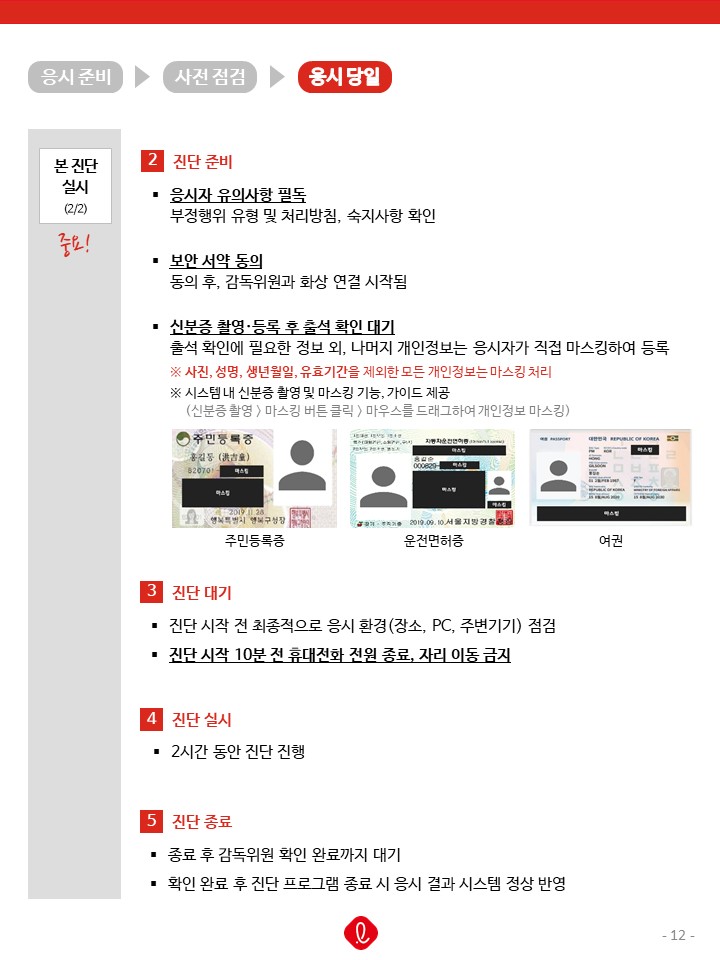 응시 준비
사전 점검
응시 당일
본 진단
실시
(2/2)
중요!
2 진단 준비
▪ 응시자 유의사항 필독
부정행위 유형 및 처리방침, 숙지사항 확인
▪ 보안 서약 동의
동의 후, 감독위원과 화상 연결 시작됨
▪ 신분증 촬영·등록 후 출석 확인 대기
출석 확인에 필요한 정보 외, 나머지 개인정보는 응시자가 직접 마스킹하여 등록
※ 사진, 성명, 생년월일, 유효기간을 제외한 모든 개인정보는 마스킹 처리
※ 시스템 내 신분증 촬영 및 마스킹 기능, 가이드 제공
(신분증 촬영 > 마스킹 버튼 클릭 > 마우스를 드래그하여 개인정보 마스킹)
주민등록증
홍길동 (洪吉童)
820701
마스킹
마스킹
2019.11.28
행복특별시 행복구청장
자동차운전면허증
마스킹
홍길순
000829
마스킹
마스킹
마스킹
2019.09.10
서울지방경찰청장
여권 PASSPORT
대한민국 REPUBLIC OF KOREA
PM
KOR
마스킹
HONG
GILDONG
REPUBLIC OF KOREA
마스킹
주민등록증
운전면허증
여권
3 진단 대기
▪ 진단 시작 전 최종적으로 응시 환경(장소, PC, 주변기기) 점검
▪ 진단 시작 10분 전 휴대전화 전원 종료, 자리 이동 금지
4 진단 실시
▪ 2시간 동안 진단 진행
5 진단 종료
▪ 종료 후 감독위원 확인 완료까지 대기
▪ 확인 완료 후 진단 프로그램 종료 시 응시 결과 시스템 정상 반영
- 12 -